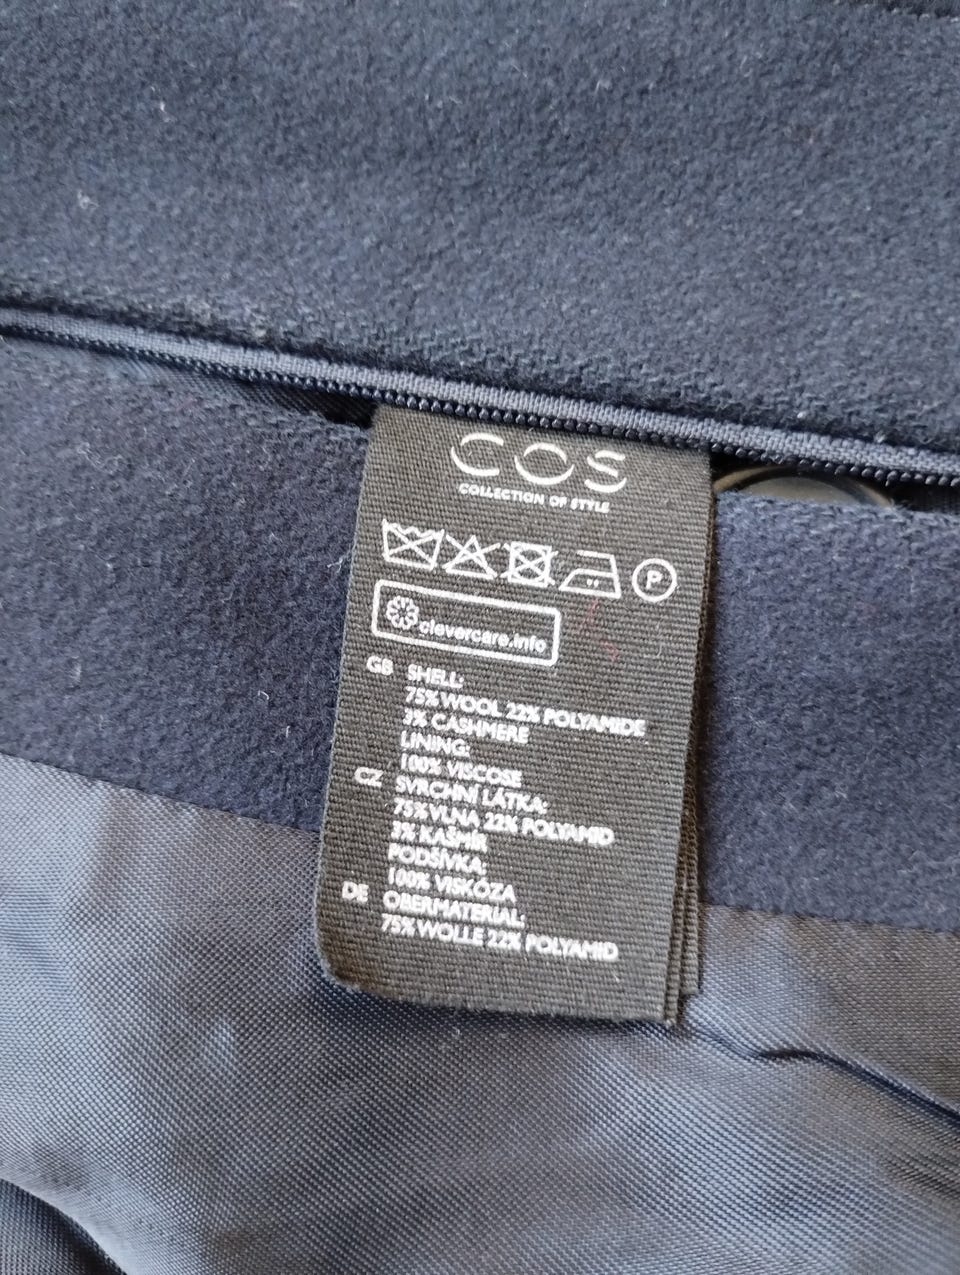 COS
COLLECTION OF STYLE
P
clevercare.info
GB SHELL:
75% WOOL 22% POLYAMIDE
3% CASHMERE
LINING:
100% VISCOSE
CZ SVRCHNÍ LÁTKA:
75% VLNA 22% POLYAMID
3% KAŠMÍR
PODŠÍVKA:
100% VISKÓZA
DE OBERMATERIAL:
75% WOLLE 22% POLYAMID